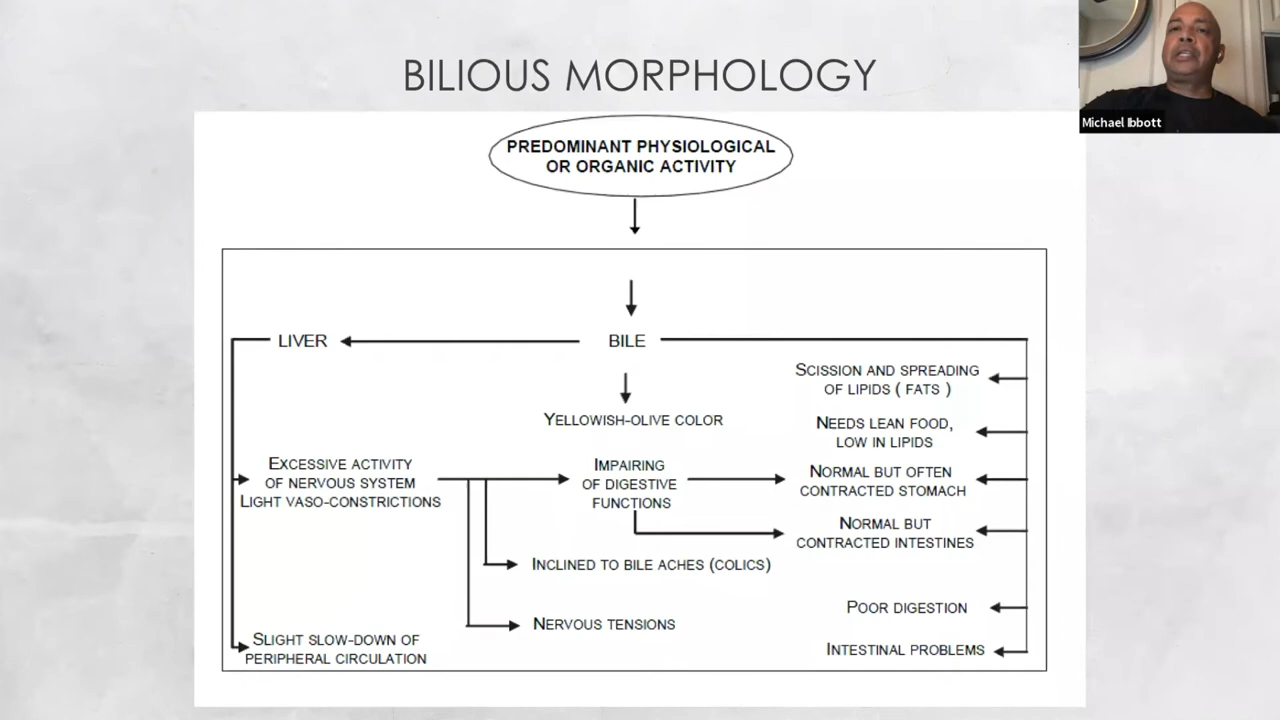 BILIOUS MORPHOLOGY
Michael Ibbott
PREDOMINANT PHYSIOLOGICAL
OR ORGANIC ACTIVITY
LIVER
BILE
SCISSION AND SPREADING
OF LIPIDS ( FATS )
YELLOWISH-OLIVE COLOR
NEEDS LEAN FOOD,
LOW IN LIPIDS
EXCESSIVE ACTIVITY
OF NERVOUS SYSTEM
LIGHT VASO-CONSTRICTIONS
IMPAIRING
OF DIGESTIVE
FUNCTIONS
NORMAL BUT OFTEN
CONTRACTED STOMACH
NORMAL BUT
CONTRACTED INTESTINES
INCLINED TO BILE ACHES (COLICS)
POOR DIGESTION
NERVOUS TENSIONS
SLIGHT SLOW-DOWN OF
PERIPHERAL CIRCULATION
INTESTINAL PROBLEMS